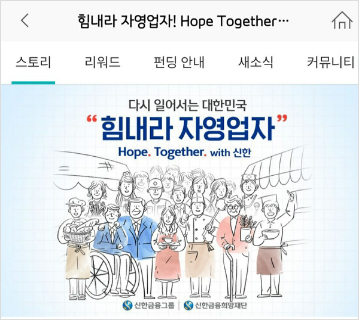 힘내라 자영업자! Hope Together…
스토리 리워드 펀딩 안내 새소식 커뮤니티
다시 일어서는 대한민국
“힘내라 자영업자”
Hope. Together. with 신한
신한금융그룹 신한금융희망재단